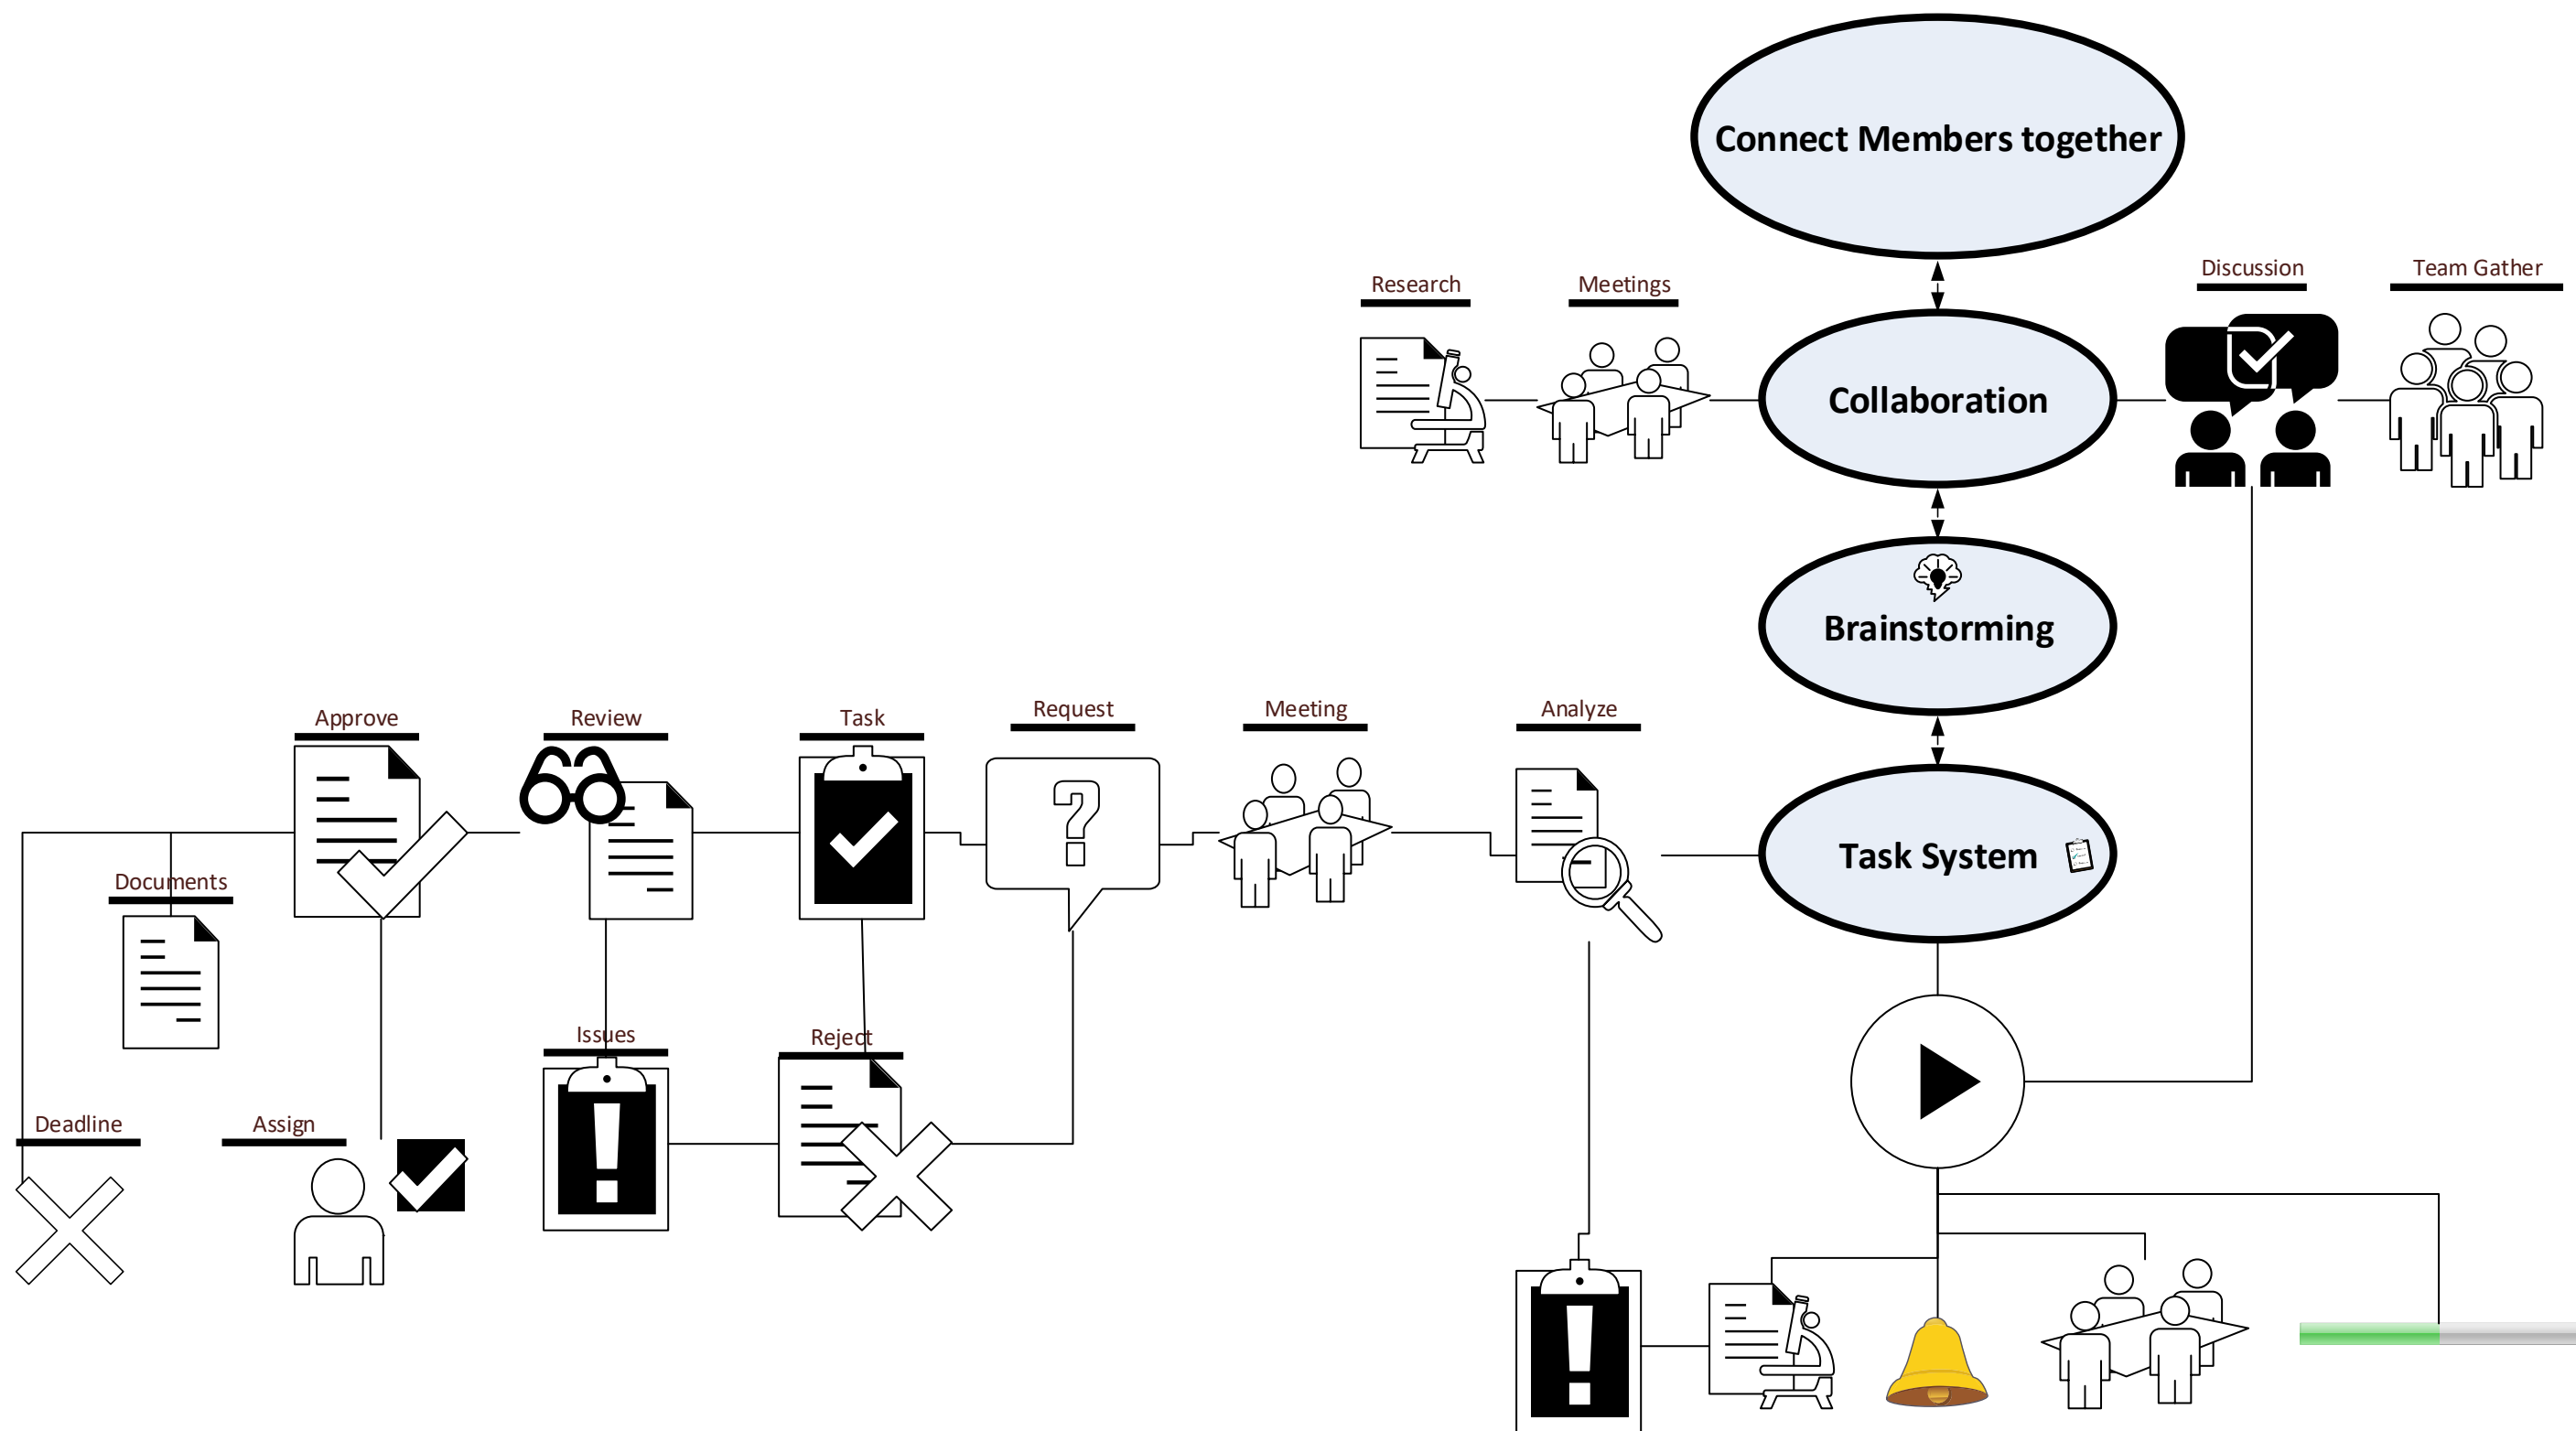 Connect Members together
Research
Meetings
Discussion
Team Gather
Collaboration
Brainstorming
Approve
Review
Task
Request
Meeting
Analyze
Task System
Documents
Issues
Reject
Deadline
Assign